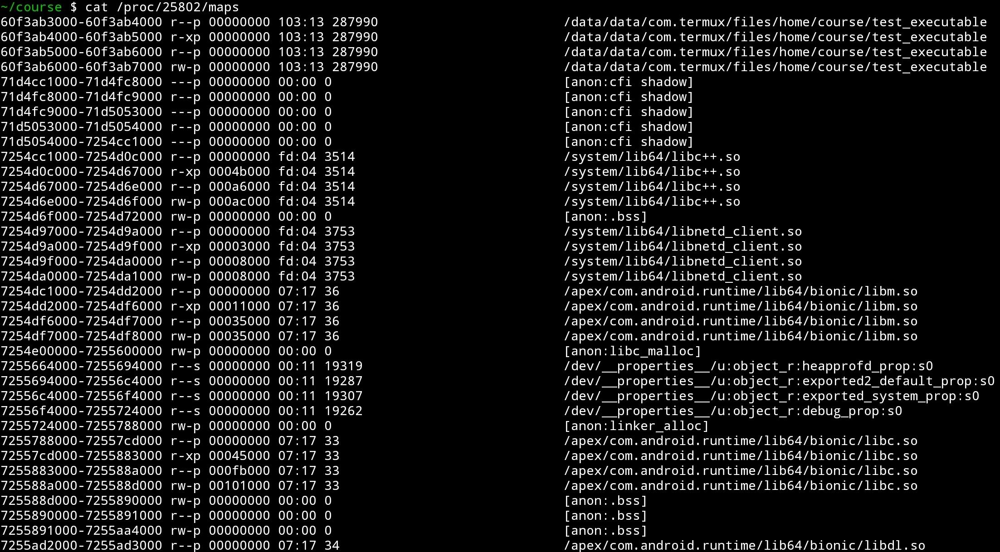 ~/course $ cat /proc/25802/maps
60f3ab3000-60f3ab4000 r--p 00000000 103:13 287990 /data/data/com.termux/files/home/course/test_executable
60f3ab4000-60f3ab5000 r-xp 00000000 103:13 287990 /data/data/com.termux/files/home/course/test_executable
60f3ab5000-60f3ab6000 r--p 00000000 103:13 287990 /data/data/com.termux/files/home/course/test_executable
60f3ab6000-60f3ab7000 rw-p 00000000 103:13 287990 /data/data/com.termux/files/home/course/test_executable
71d4cc1000-71d4fc8000 ---p 00000000 00:00 0 [anon:cfi shadow]
71d4fc8000-71d4fc9000 r--p 00000000 00:00 0 [anon:cfi shadow]
71d4fc9000-71d5053000 ---p 00000000 00:00 0 [anon:cfi shadow]
71d5053000-71d5054000 r--p 00000000 00:00 0 [anon:cfi shadow]
71d5054000-7254cc1000 ---p 00000000 00:00 0 [anon:cfi shadow]
7254cc1000-7254d0c000 r--p 00000000 fd:04 3514 /system/lib64/libc++.so
7254d0c000-7254d67000 r-xp 0004b000 fd:04 3514 /system/lib64/libc++.so
7254d67000-7254d6e000 r--p 000a6000 fd:04 3514 /system/lib64/libc++.so
7254d6e000-7254d6f000 rw-p 000ac000 fd:04 3514 /system/lib64/libc++.so
7254d6f000-7254d72000 rw-p 00000000 00:00 0 [anon:.bss]
7254d97000-7254d9a000 r--p 00000000 fd:04 3753 /system/lib64/libnetd_client.so
7254d9a000-7254d9f000 r-xp 00003000 fd:04 3753 /system/lib64/libnetd_client.so
7254d9f000-7254da0000 r--p 00008000 fd:04 3753 /system/lib64/libnetd_client.so
7254da0000-7254da1000 rw-p 00008000 fd:04 3753 /system/lib64/libnetd_client.so
7254dc1000-7254dd2000 r--p 00000000 07:17 36 /apex/com.android.runtime/lib64/bionic/libm.so
7254dd2000-7254df6000 r-xp 00011000 07:17 36 /apex/com.android.runtime/lib64/bionic/libm.so
7254df6000-7254df7000 r--p 00035000 07:17 36 /apex/com.android.runtime/lib64/bionic/libm.so
7254df7000-7254df8000 rw-p 00035000 07:17 36 /apex/com.android.runtime/lib64/bionic/libm.so
7254e00000-7255600000 rw-p 00000000 00:00 0 [anon:libc_malloc]
7255664000-7255694000 r--s 00000000 00:11 19319 /dev/__properties__/u:object_r:heapprofd_prop:s0
7255694000-72556c4000 r--s 00000000 00:11 19287 /dev/__properties__/u:object_r:exported2_default_prop:s0
72556c4000-72556f4000 r--s 00000000 00:11 19307 /dev/__properties__/u:object_r:exported_system_prop:s0
72556f4000-7255724000 r--s 00000000 00:11 19262 /dev/__properties__/u:object_r:debug_prop:s0
7255724000-7255788000 rw-p 00000000 00:00 0 [anon:linker_alloc]
7255788000-72557cd000 r--p 00000000 07:17 33 /apex/com.android.runtime/lib64/bionic/libc.so
72557cd000-7255883000 r-xp 00045000 07:17 33 /apex/com.android.runtime/lib64/bionic/libc.so
7255883000-725588a000 r--p 000fb000 07:17 33 /apex/com.android.runtime/lib64/bionic/libc.so
725588a000-725588d000 rw-p 00101000 07:17 33 /apex/com.android.runtime/lib64/bionic/libc.so
725588d000-7255890000 rw-p 00000000 00:00 0 [anon:.bss]
7255890000-7255891000 r--p 00000000 00:00 0 [anon:.bss]
7255891000-7255aa4000 rw-p 00000000 00:00 0 [anon:.bss]
7255ad2000-7255ad3000 r--p 00000000 07:17 34 /apex/com.android.runtime/lib64/bionic/libdl.so